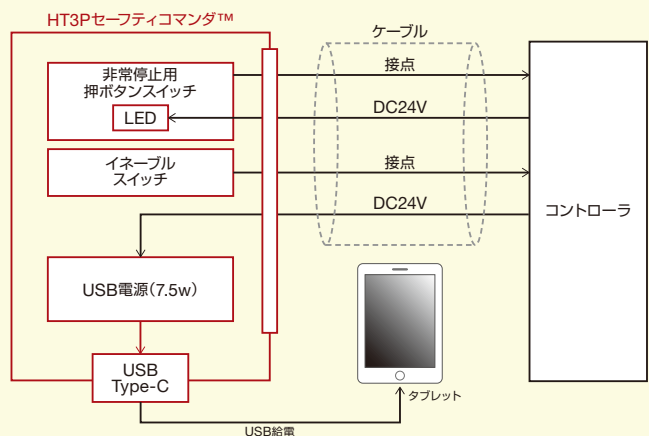 HT3Pセーフティコマンダ™
ケーブル
非常停止用
押ボタンスイッチ
LED
接点
DC24V
イネーブル
スイッチ
接点
DC24V
コントローラ
USB電源(7.5w)
USB
Type-C
タブレット
USB給電